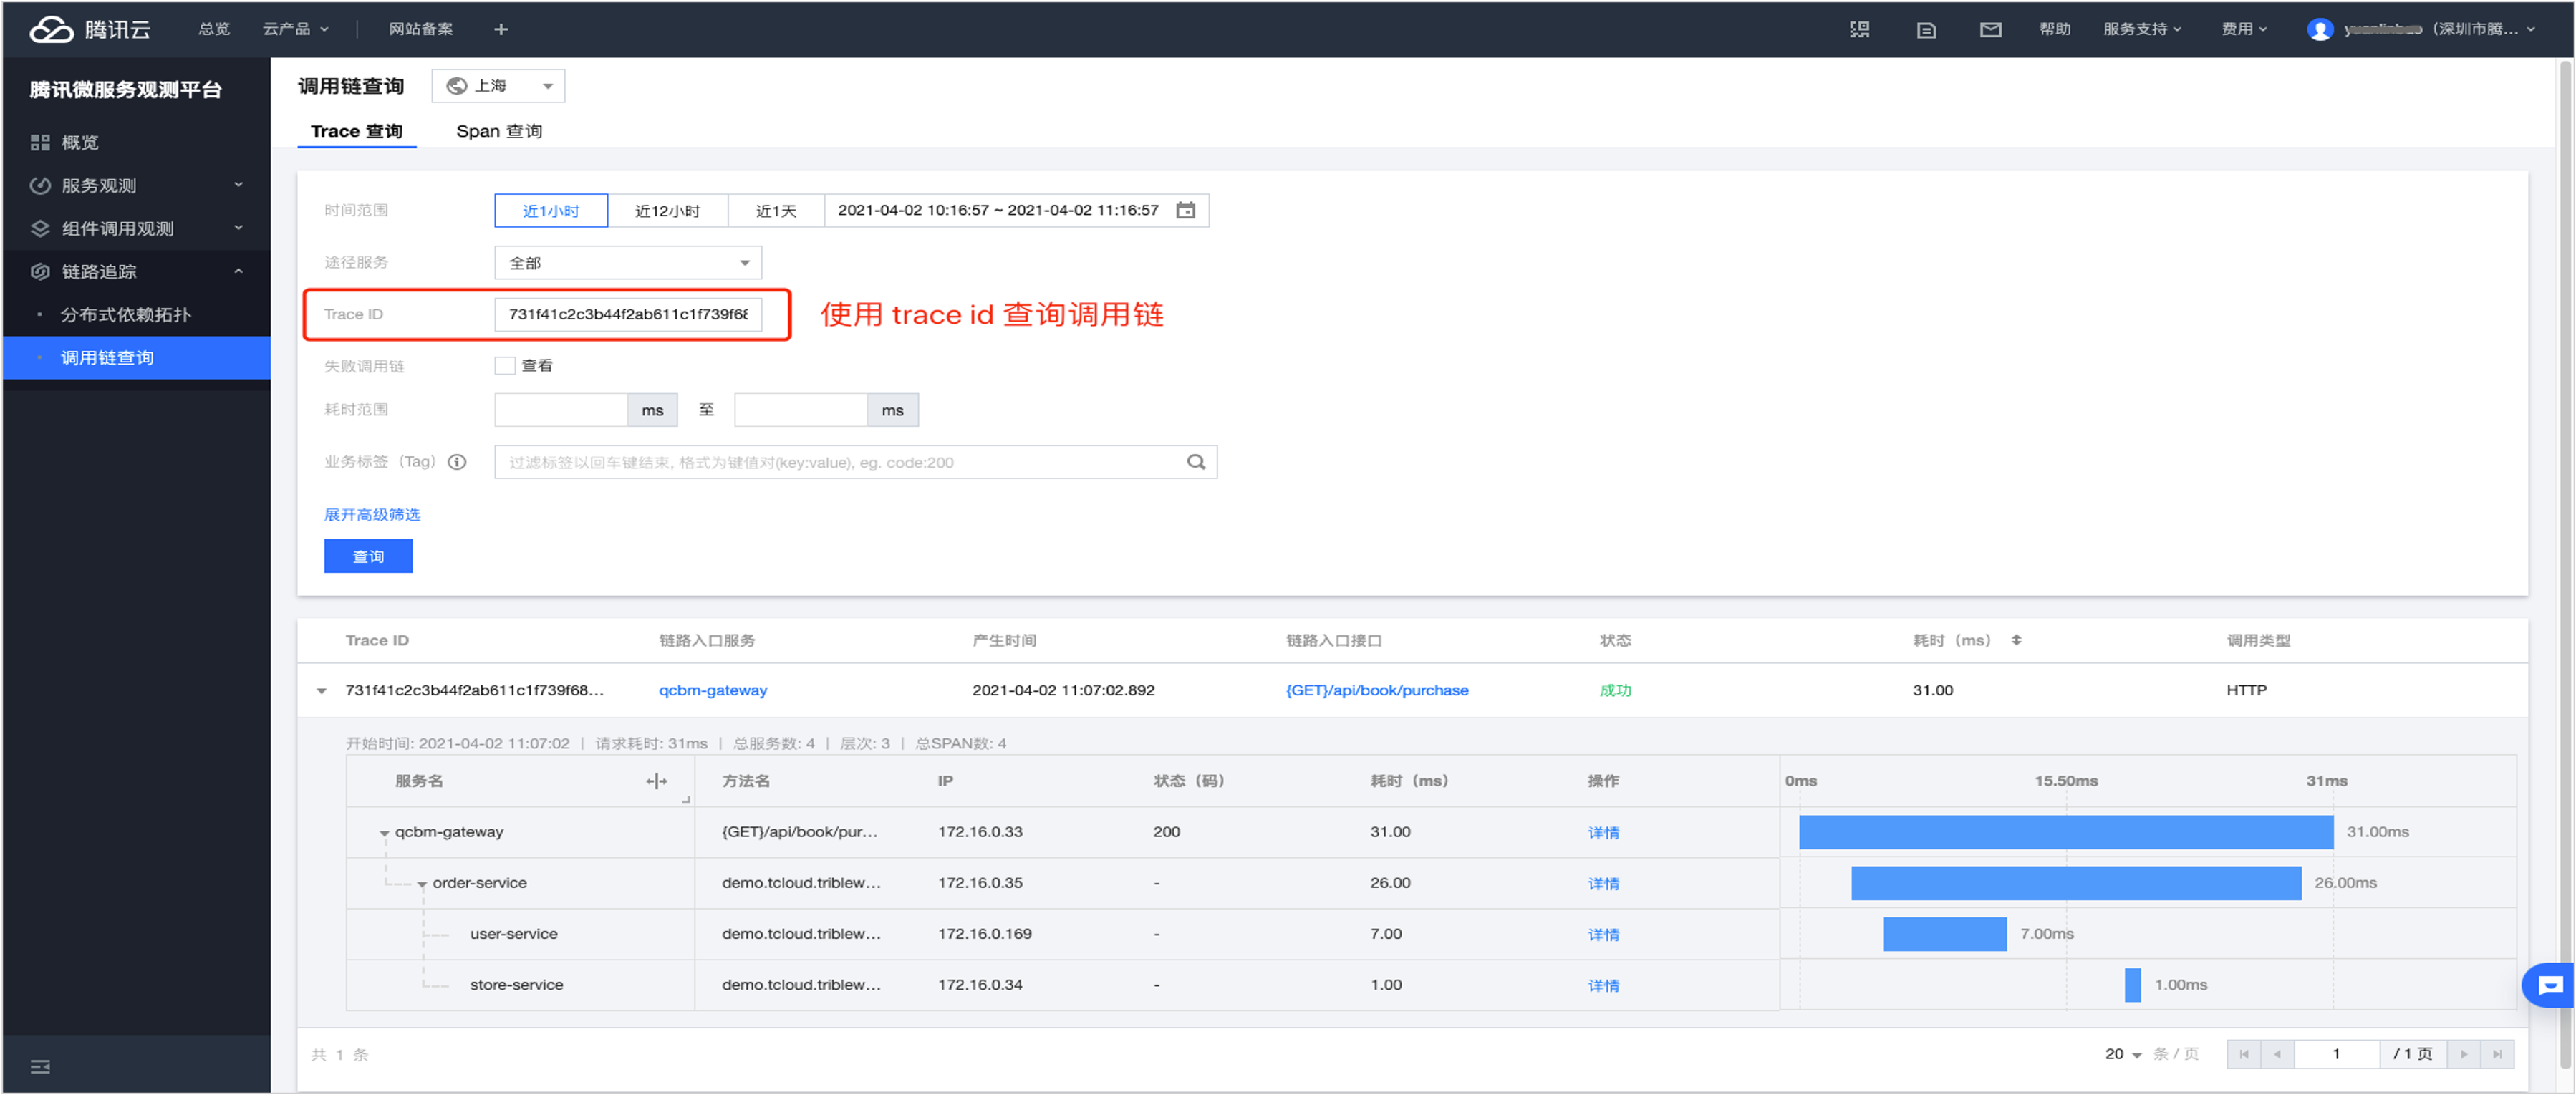 腾讯云 总览 云产品 网站备案 帮助 服务支持 费用 (深圳市腾...
腾讯微服务观测平台
概览
服务观测
组件调用观测
链路追踪
分布式依赖拓扑
调用链查询
调用链查询 上海
Trace 查询 Span 查询
时间范围 近1小时 近12小时 近1天 2021-04-02 10:16:57 ~ 2021-04-02 11:16:57
途径服务 全部
Trace ID 731f41c2c3b44f2ab611c1f739f68 使用 trace id 查询调用链
失败调用链 查看
耗时范围 ms 至 ms
业务标签 (Tag) 过滤标签以回车键结束, 格式为键值对(key:value), eg. code:200
展开高级筛选
查询
Trace ID 链路入口服务 产生时间 链路入口接口 状态 耗时 (ms) 调用类型
731f41c2c3b44f2ab611c1f739f68... qcbm-gateway 2021-04-02 11:07:02.892 {GET}/api/book/purchase 成功 31.00 HTTP
开始时间: 2021-04-02 11:07:02 | 请求耗时: 31ms | 总服务数: 4 | 层次: 3 | 总SPAN数: 4
服务名 方法名 IP 状态 (码) 耗时 (ms) 操作 0ms 15.50ms 31ms
qcbm-gateway {GET}/api/book/pur... 172.16.0.33 200 31.00 详情 31.00ms
order-service demo.tcloud.triblew... 172.16.0.35 - 26.00 详情 26.00ms
user-service demo.tcloud.triblew... 172.16.0.169 - 7.00 详情 7.00ms
store-service demo.tcloud.triblew... 172.16.0.34 - 1.00 详情 1.00ms
共 1 条 20 条 / 页 1 / 1 页